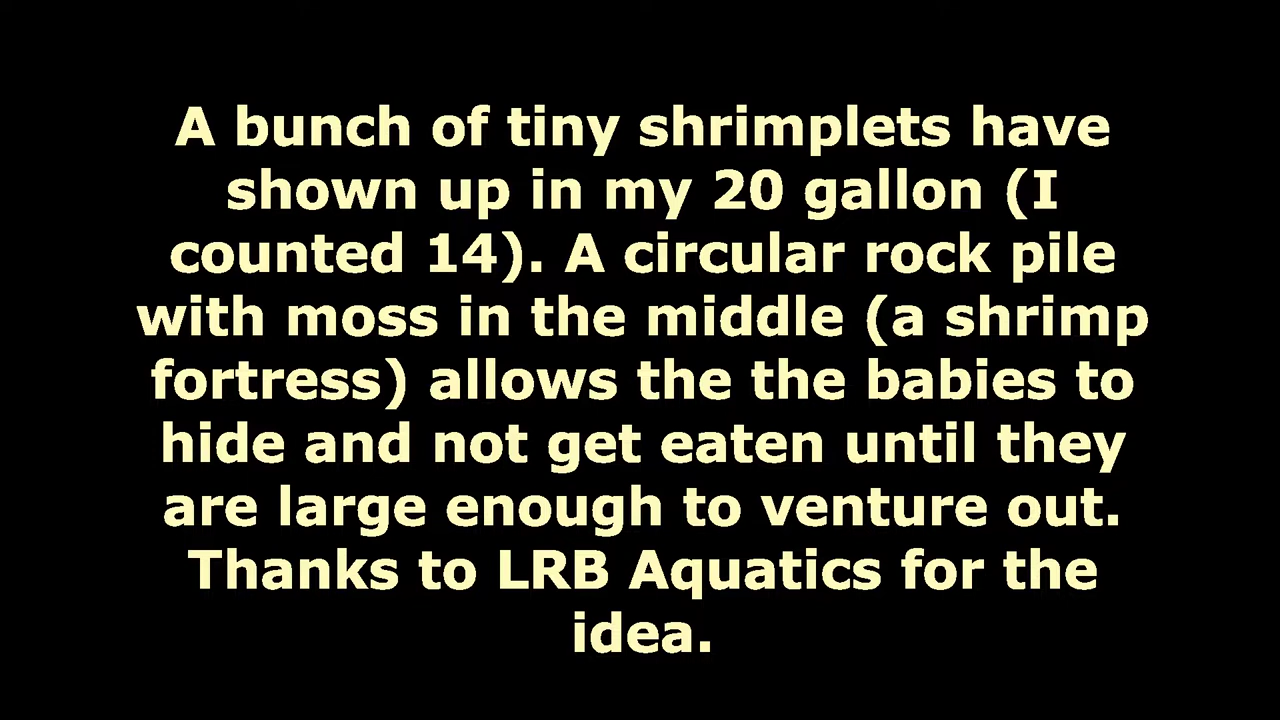 A bunch of tiny shrimplets have
shown up in my 20 gallon (I
counted 14). A circular rock pile
with moss in the middle (a shrimp
fortress) allows the the babies to
hide and not get eaten until they
are large enough to venture out.
Thanks to LRB Aquatics for the
idea.